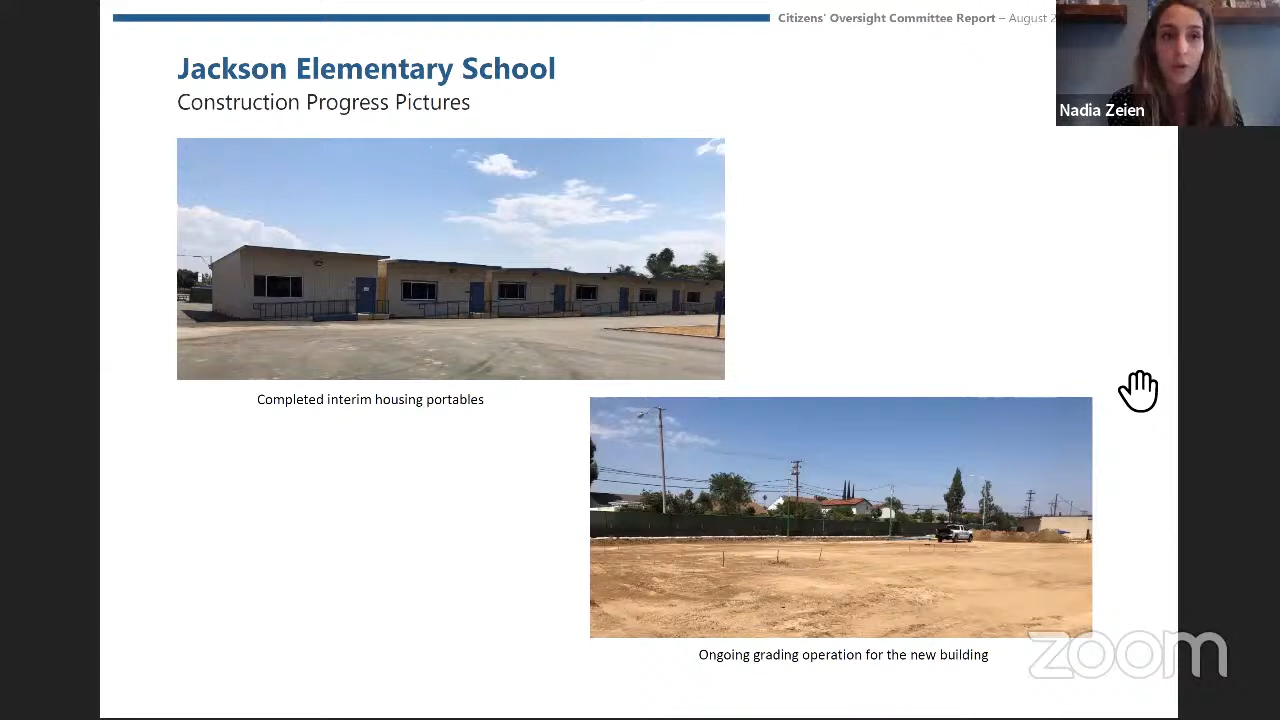 Citizens' Oversight Committee Report – August
Nadia Zeien
Jackson Elementary School
Construction Progress Pictures
Completed interim housing portables
Ongoing grading operation for the new building
zoom